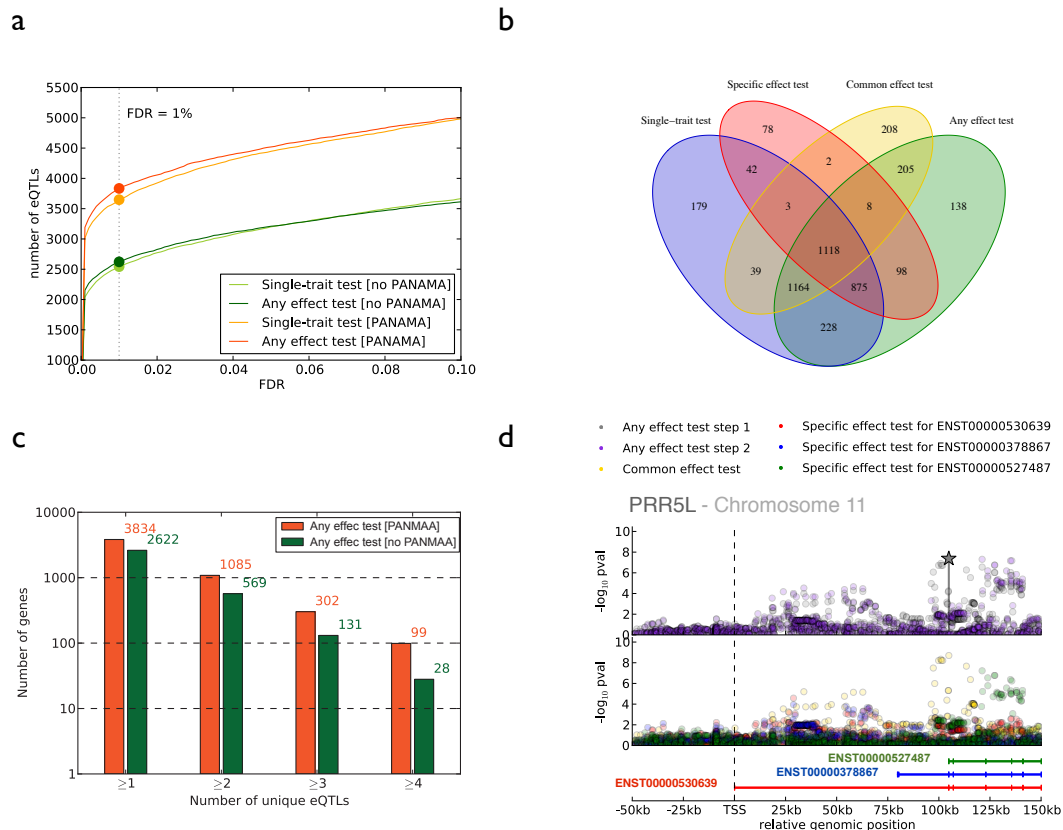 a
5500
5000
4500
4000
3500
3000
2500
2000
1500
1000
number of eQTLs
FDR = 1%
Single-trait test [no PANAMA]
Any effect test [no PANAMA]
Single-trait test [PANAMA]
Any effect test [PANAMA]
0.00 0.02 0.04 0.06 0.08 0.10
FDR
b
Specific effect test Common effect test
Single−trait test Any effect test
78 208
42 2 205
179 3 8 138
1118
39 98
1164 875
228
c
10000
1000
100
10
1
Number of genes
Any effec test [PANMAA]
Any effec test [no PANMAA]
3834
2622
1085
569
302
131
99
28
≥1 ≥2 ≥3 ≥4
Number of unique eQTLs
d
Any effect test step 1
Any effect test step 2
Common effect test
Specific effect test for ENST00000530639
Specific effect test for ENST00000378867
Specific effect test for ENST00000527487
PRR5L - Chromosome 11
10
8
6
4
2
0
-log10 pval
10
8
6
4
2
0
-log10 pval
ENST00000527487
ENST00000378867
ENST00000530639
-50kb -25kb TSS 25kb 50kb 75kb 100kb 125kb 150kb
relative genomic position